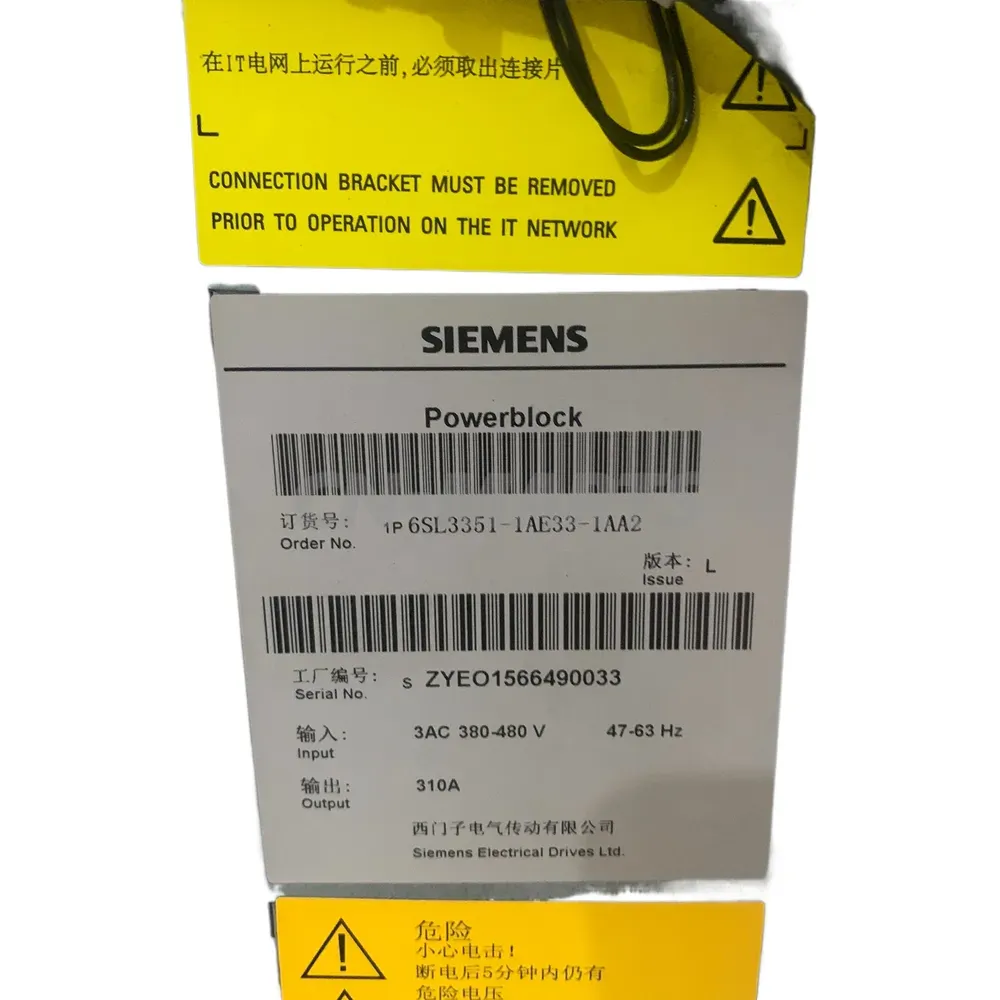 在IT电网上运行之前,必须取出连接片
CONNECTION BRACKET MUST BE REMOVED
PRIOR TO OPERATION ON THE IT NETWORK
SIEMENS
Powerblock
订货号: 1P 6SL3351-1AE33-1AA2
Order No.
版本: L
Issue
工厂编号: S ZYEO1566490033
Serial No.
输入: 3AC 380-480 V 47-63 Hz
Input
输出: 310A
Output
西门子电气传动有限公司
Siemens Electrical Drives Ltd.
危险
小心电击!
断电后5分钟内仍有
危险电压